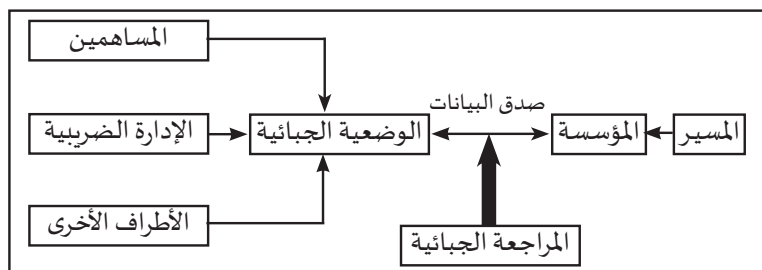 المساهمين
صدق البيانات
المسير
المؤسسة
الوضعية الجبائية
الإدارة الضريبية
الأطراف الأخرى
المراجعة الجبائية